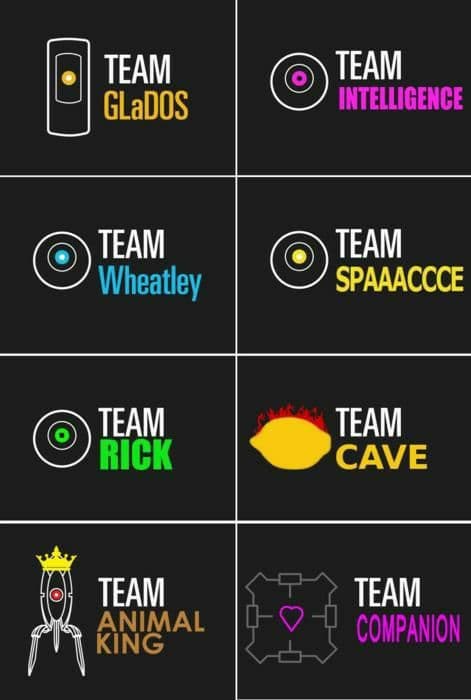 TEAM
GLaDOS
TEAM
INTELLIGENCE
TEAM
Wheatley
TEAM
SPAAACCCE
TEAM
RICK
TEAM
CAVE
TEAM
ANIMAL
KING
TEAM
COMPANION